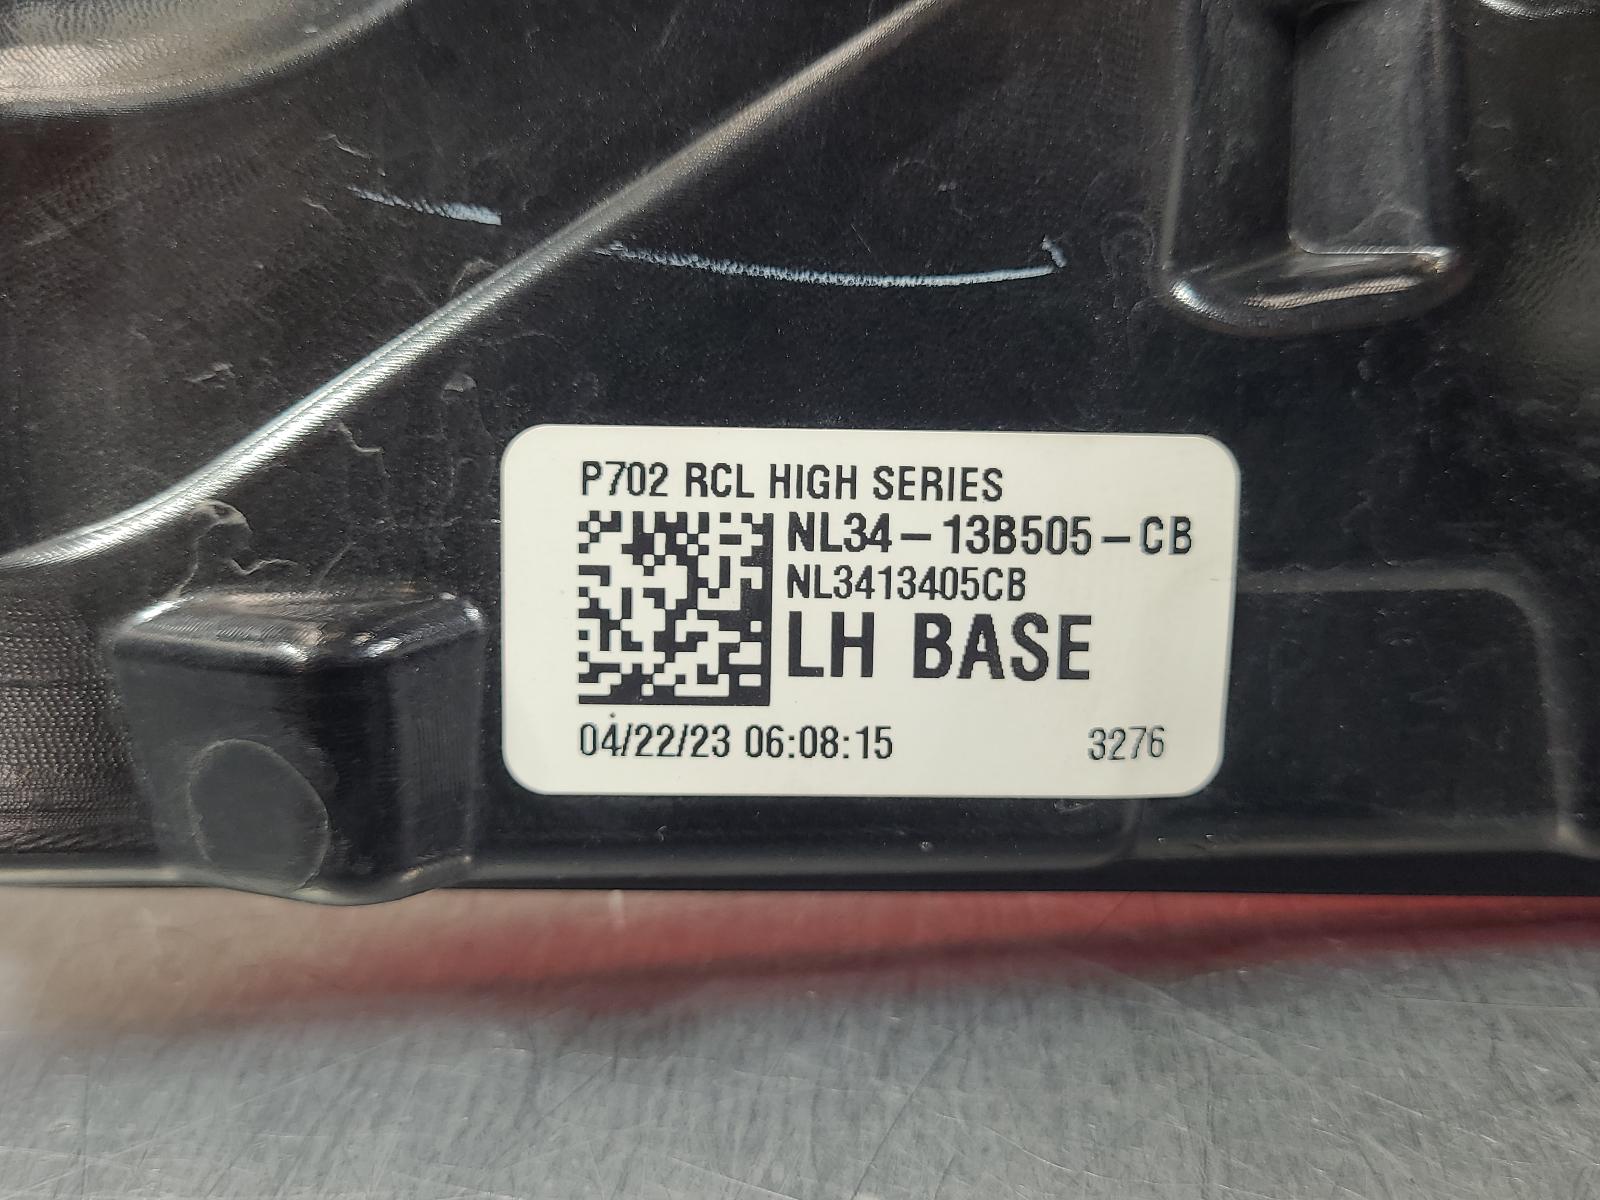 P702 RCL HIGH SERIES
NL34-13B505-CB
NL3413405CB
LH BASE
04/22/23 06:08:15 3276